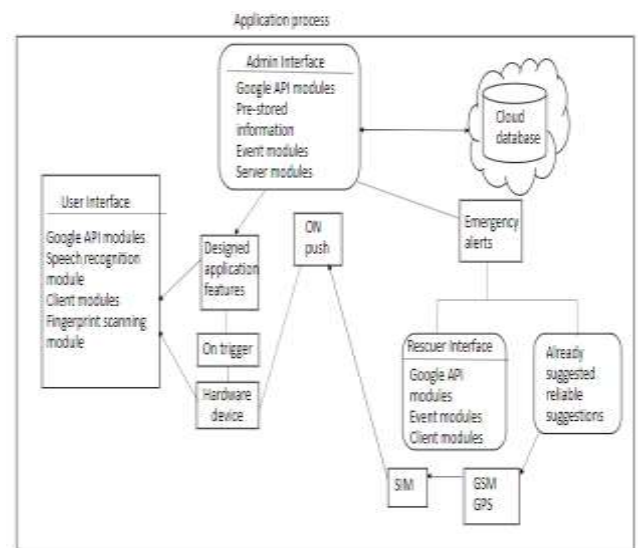 Application process
Admin Interface
Google API modules
Pre-stored
information
Event modules
Server modules
Cloud
database
User Interface
Google API modules
Speech recognition
module
Client modules
Fingerprint scanning
module
Designed
application
features
ON
push
Emergency
alerts
On trigger
Hardware
device
Rescuer Interface
Google API
modules
Event modules
Client modules
Already
suggested
reliable
suggestions
SIM
GSM
GPS